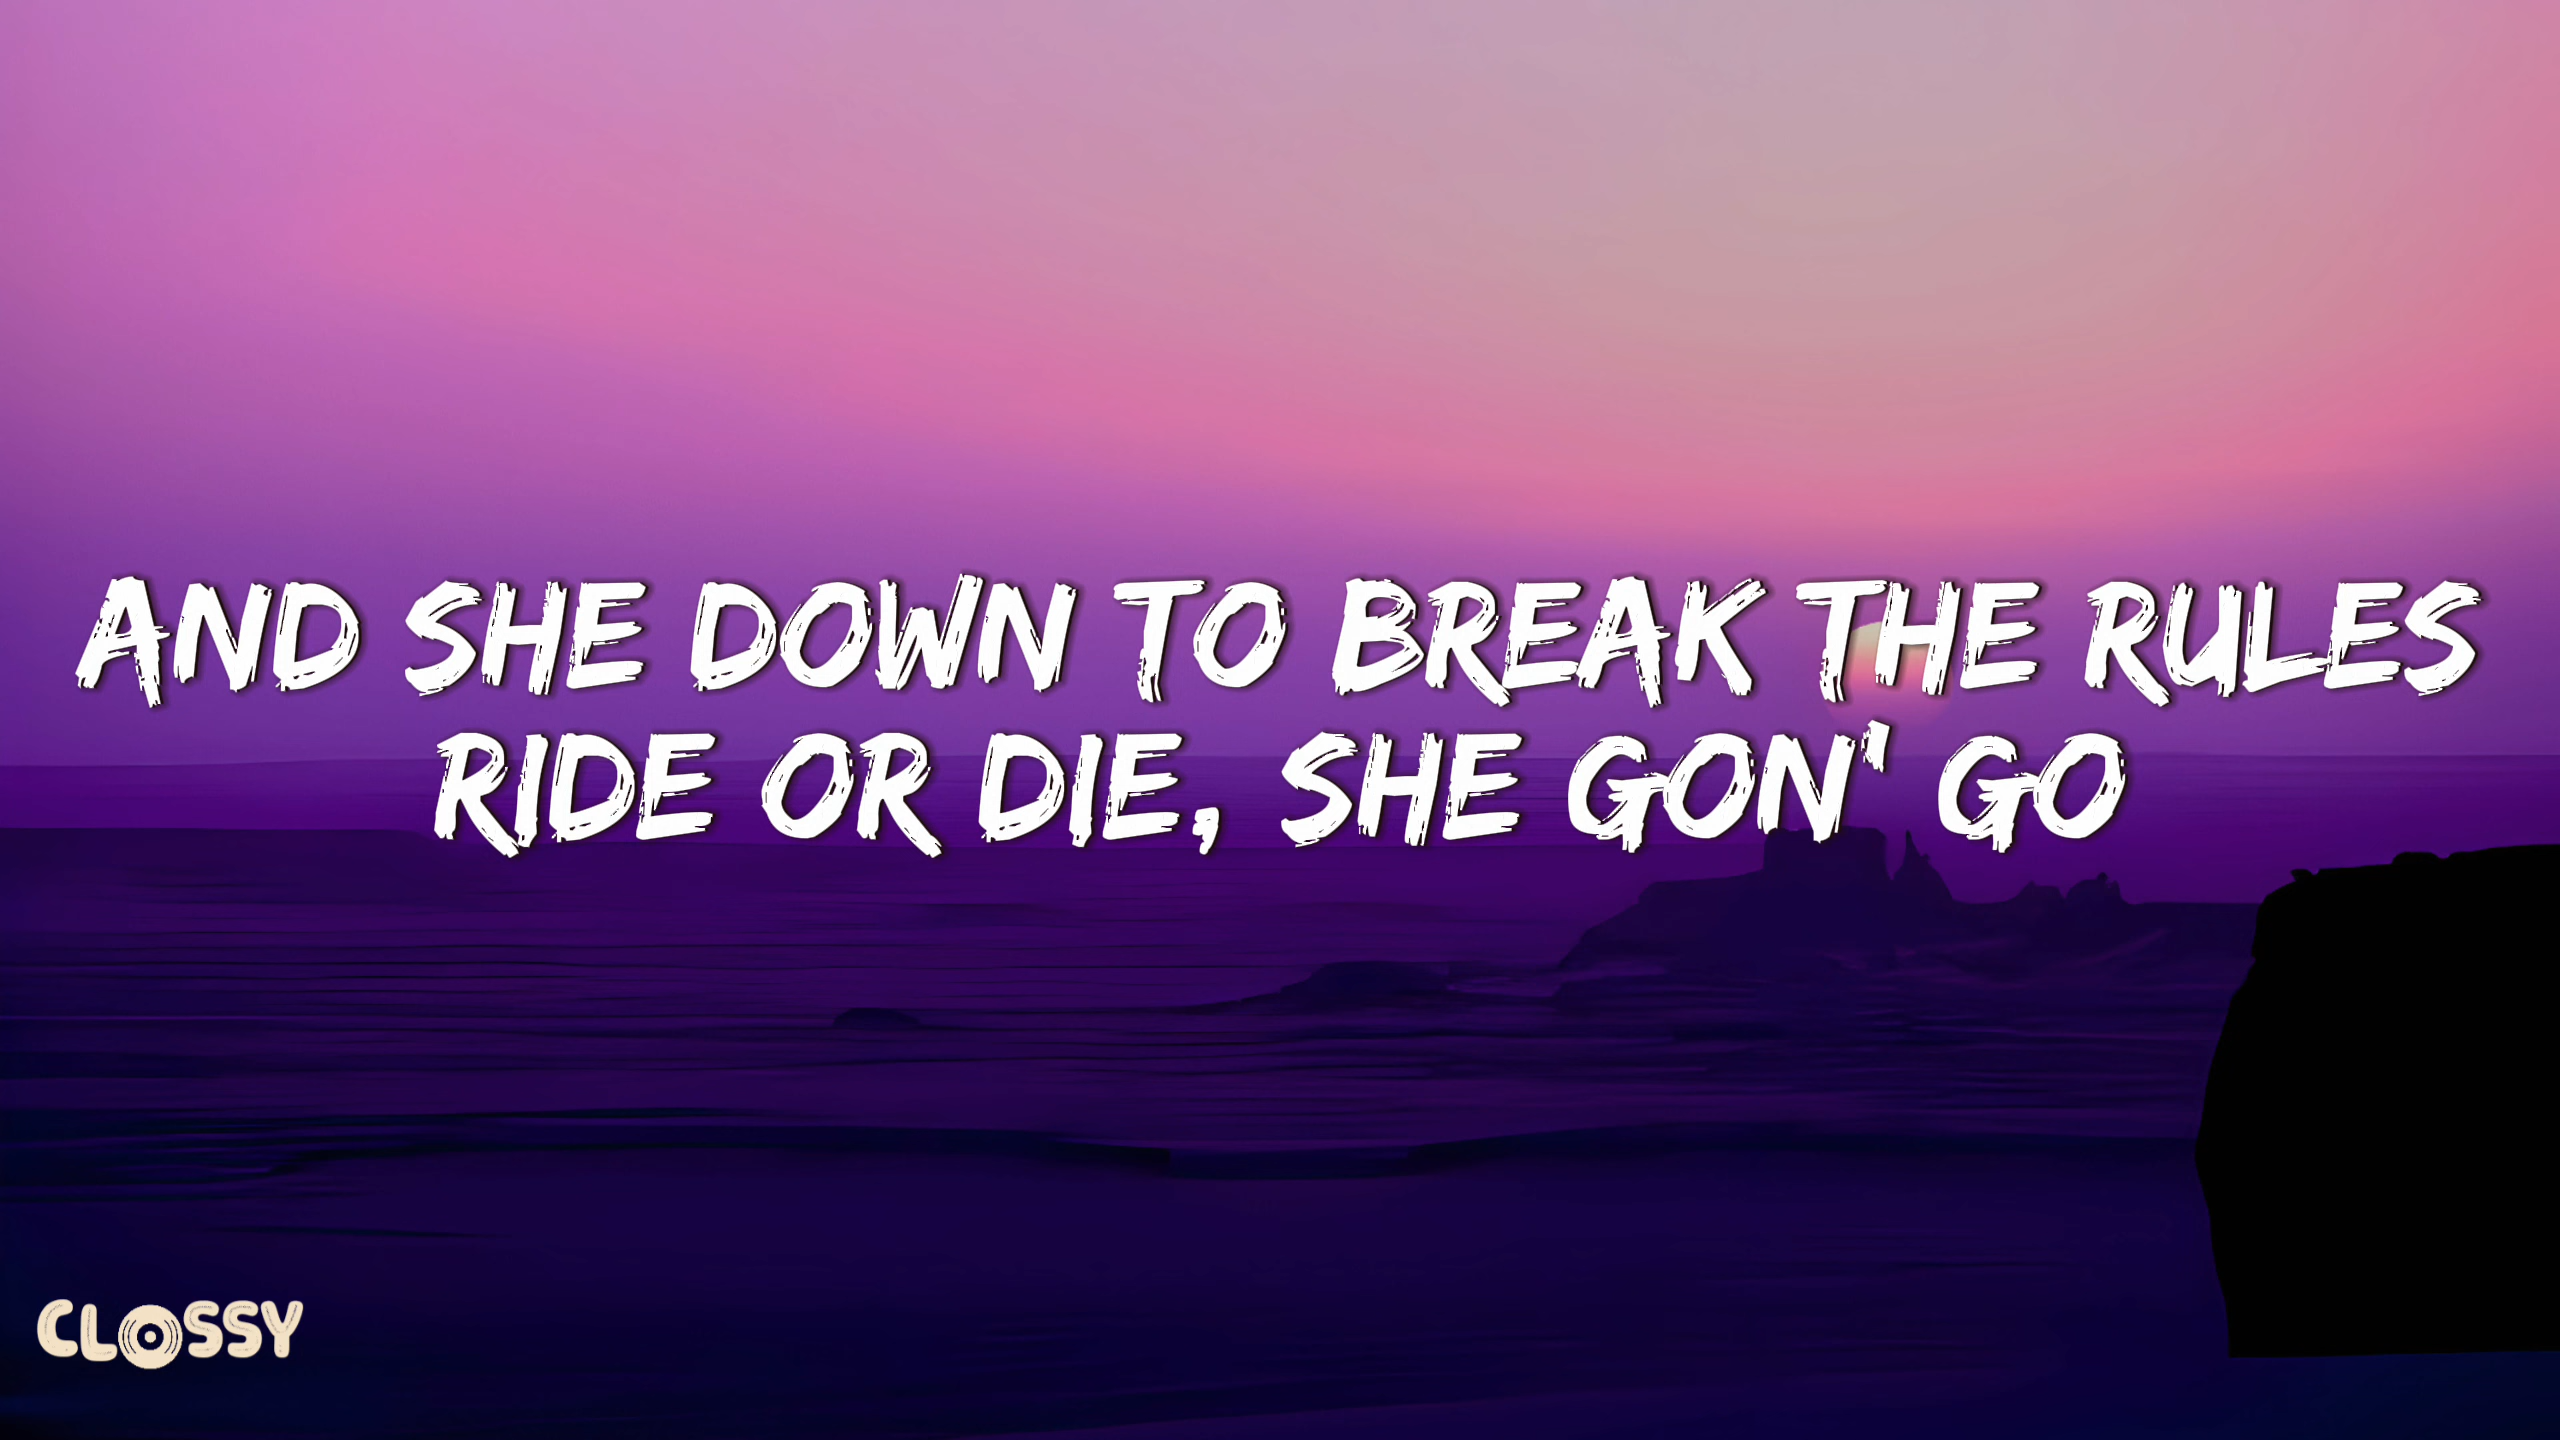 AND SHE DOWN TO BREAK THE RULES
RIDE OR DIE, SHE GON' GO
CLOSSY